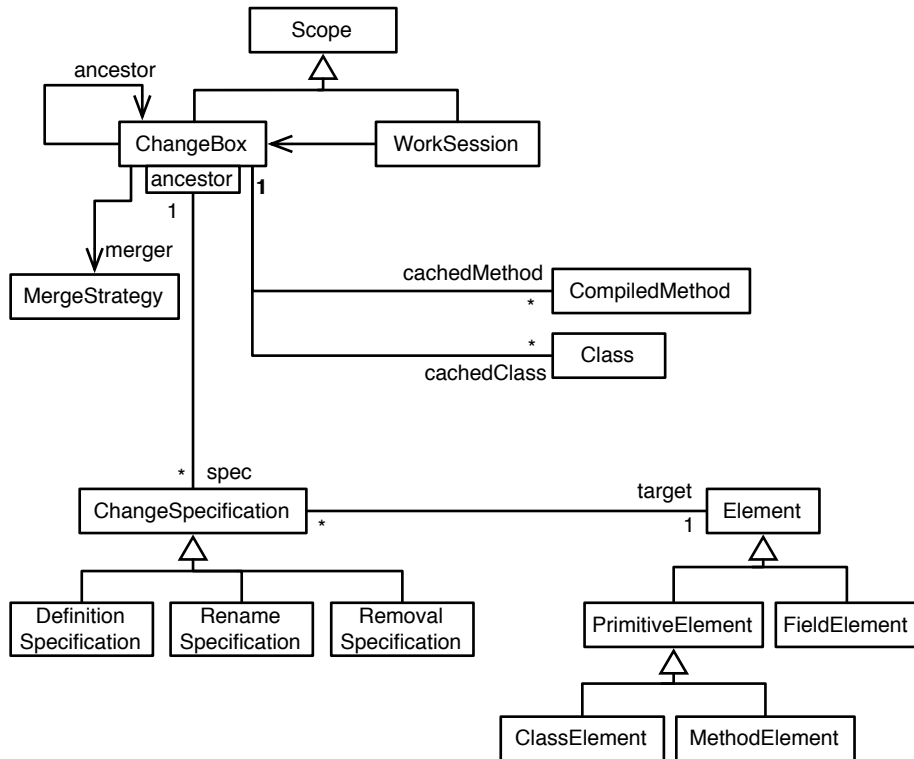 Scope
ancestor
ChangeBox
WorkSession
ancestor
1
1
merger
MergeStrategy
cachedMethod
*
CompiledMethod
*
Class
cachedClass
*
spec
ChangeSpecification
*
target
1
Element
Definition
Specification
Rename
Specification
Removal
Specification
PrimitiveElement
FieldElement
ClassElement
MethodElement